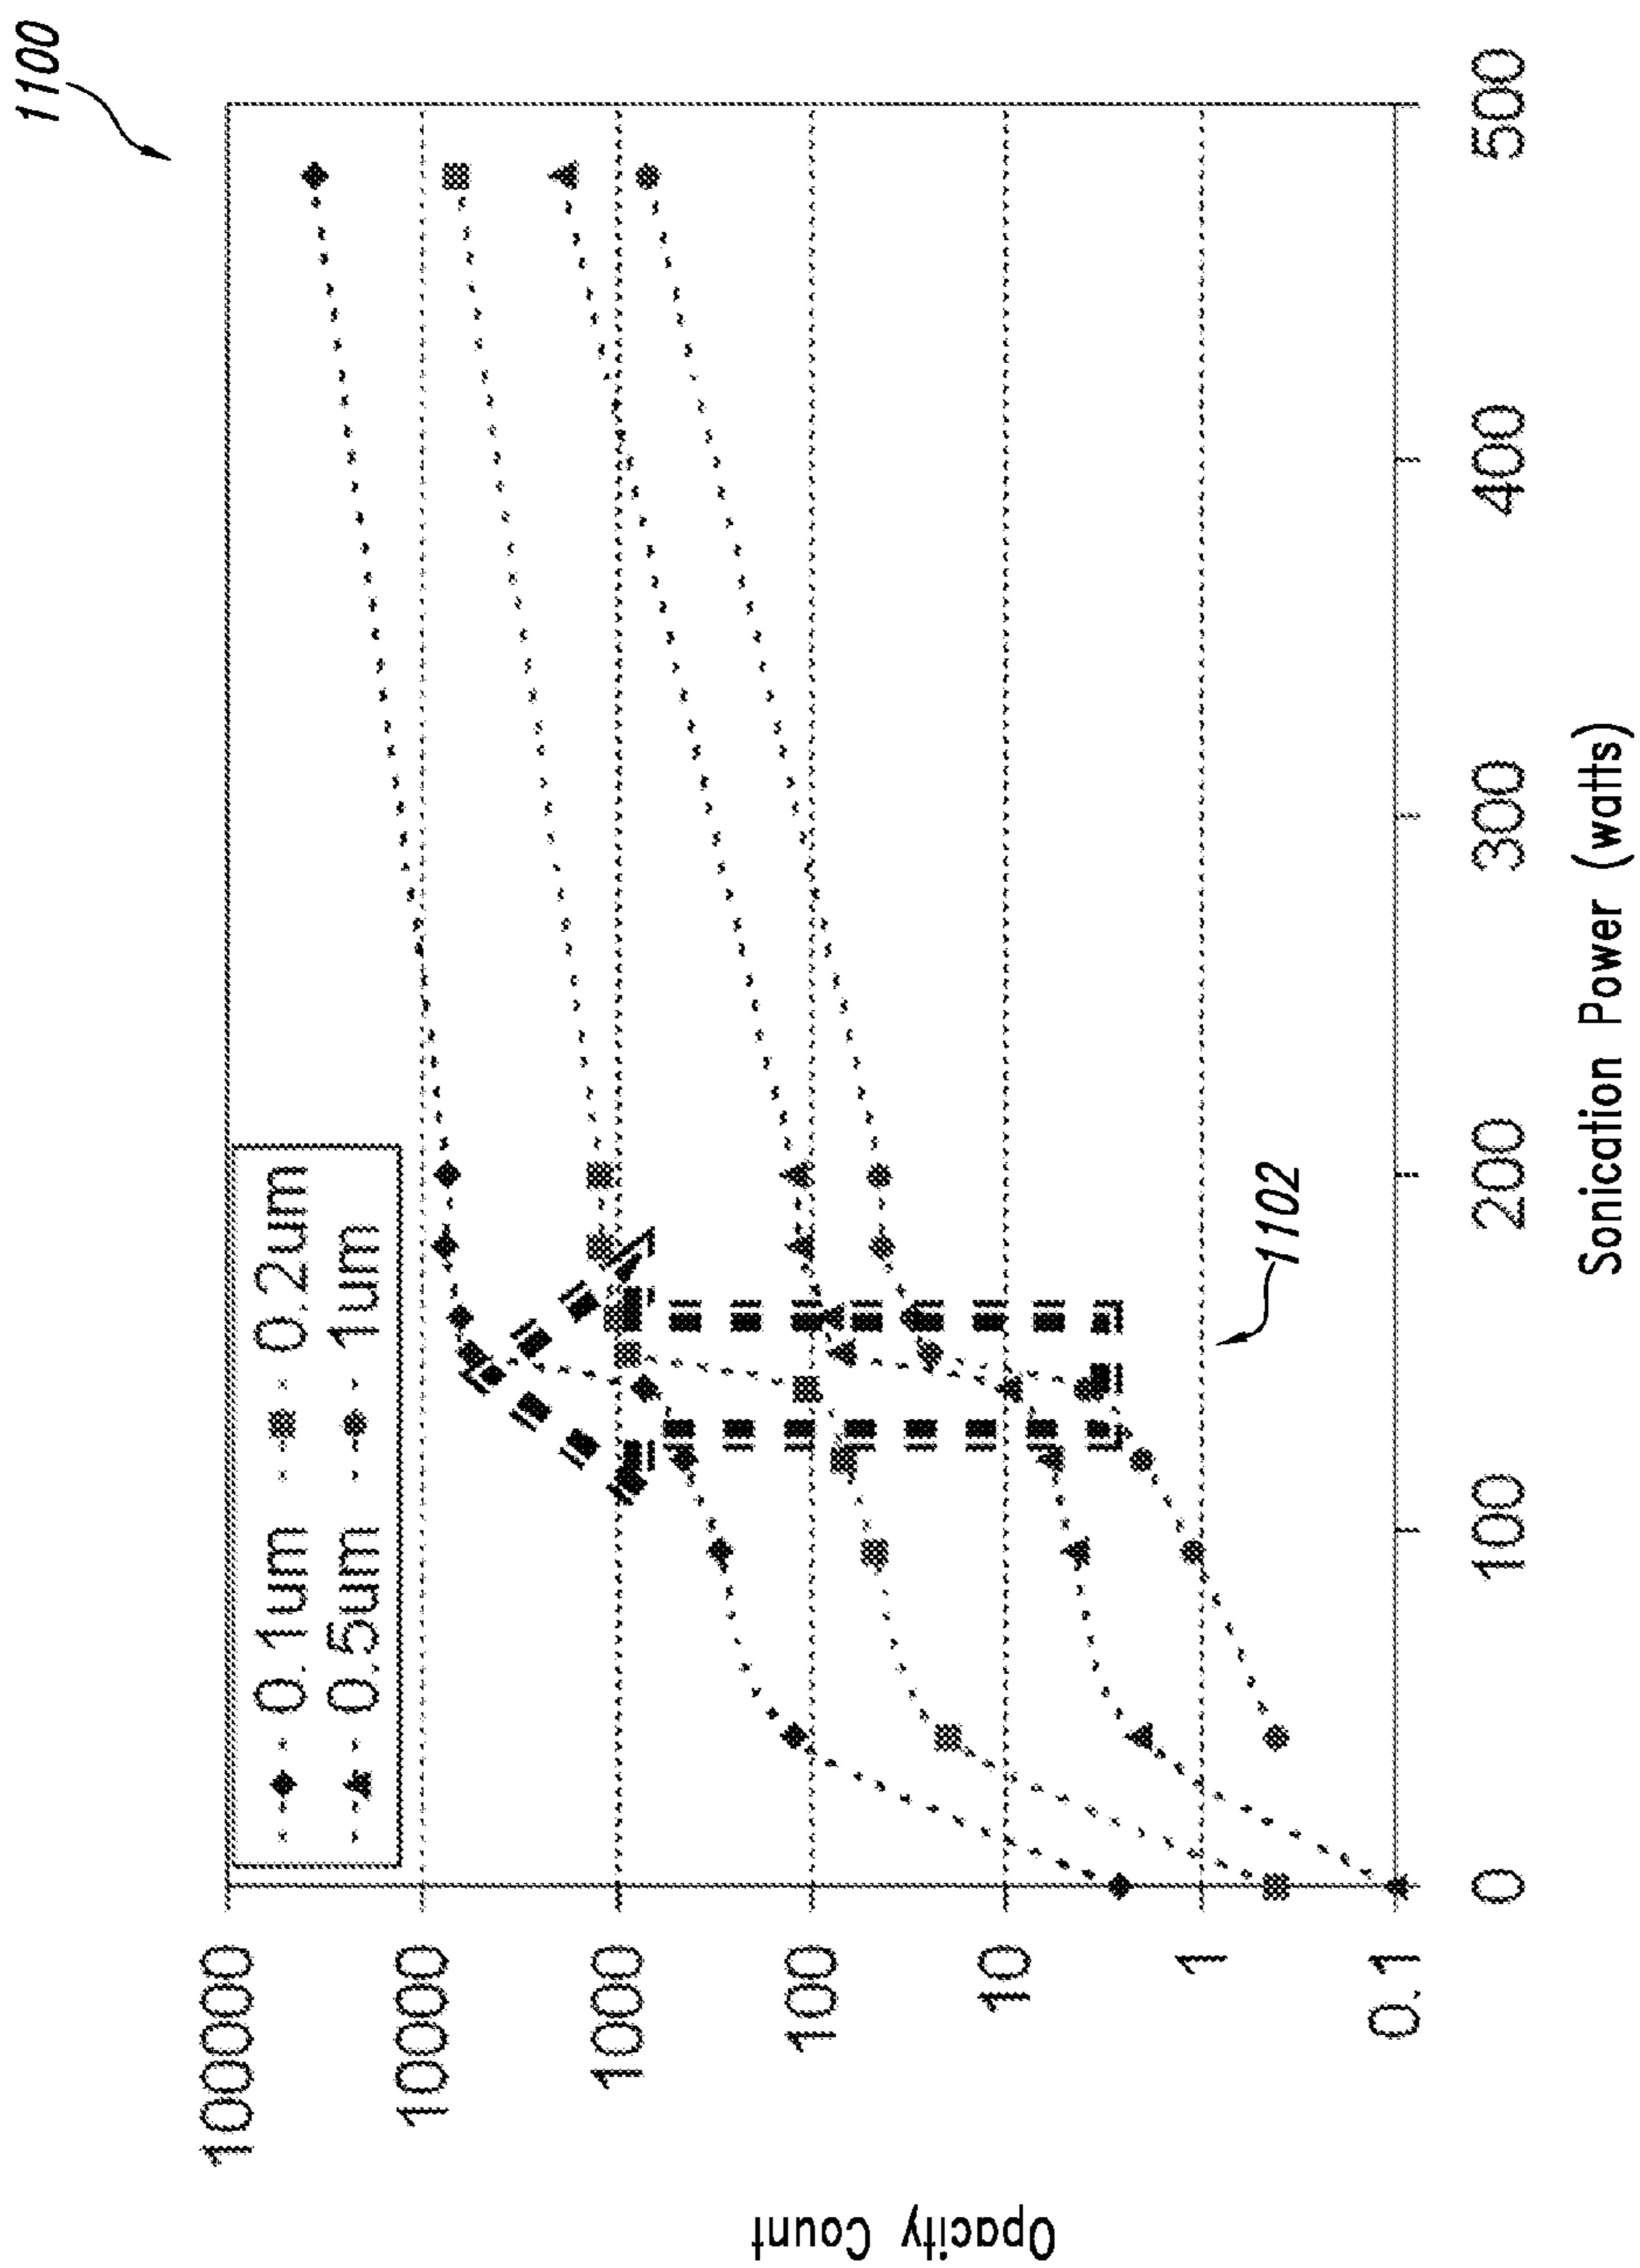 1100
0.1um 0.2um
0.5um 1um
100000
10000
1000
100
10
1
0.1
Opacity Count
1102
0 100 200 300 400 500
Sonication Power (watts)